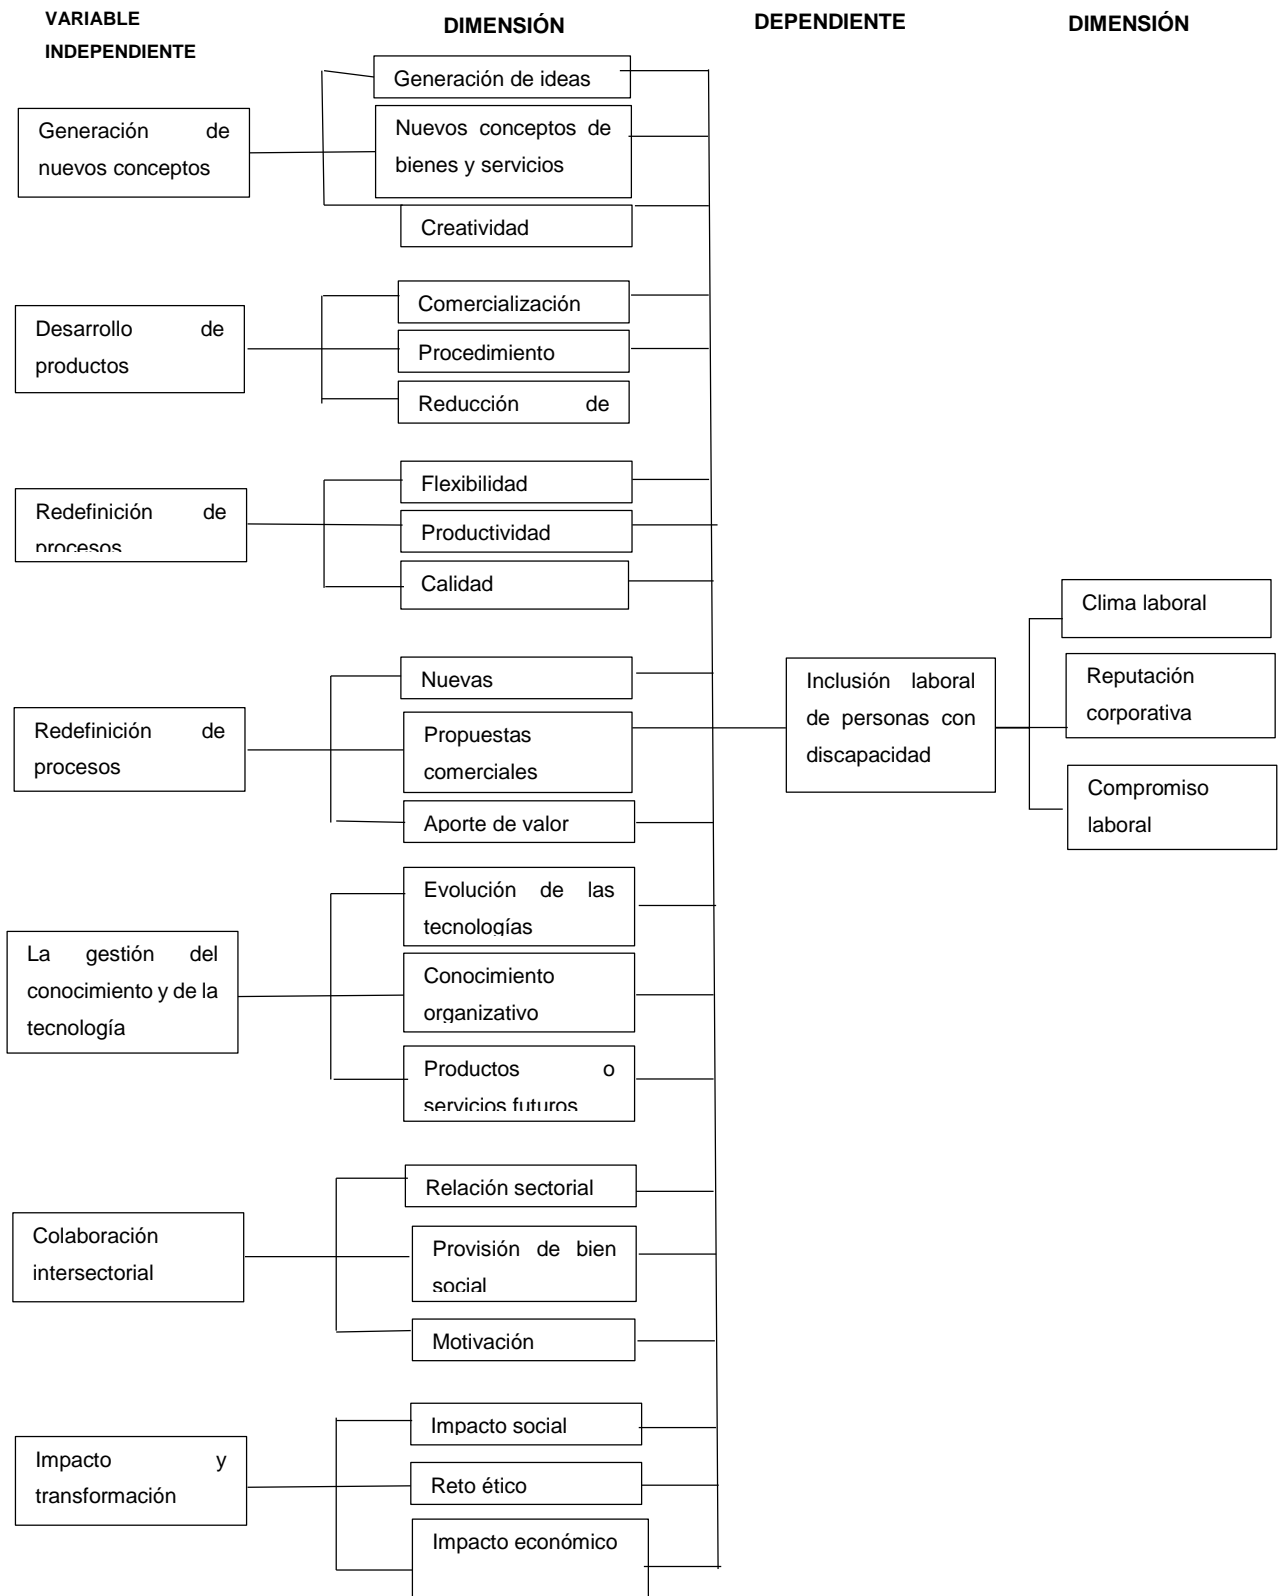 VARIABLE
INDEPENDIENTE
DIMENSIÓN
DEPENDIENTE
DIMENSIÓN
Generación de
nuevos conceptos
Generación de ideas
Nuevos conceptos de
bienes y servicios
Creatividad
Desarrollo de
productos
Comercialización
Procedimiento
Reducción de
Redefinición de
procesos
Flexibilidad
Productividad
Calidad
Redefinición de
procesos
Nuevas
Propuestas
comerciales
Aporte de valor
La gestión del
conocimiento y de la
tecnología
Evolución de las
tecnologías
Conocimiento
organizativo
Productos o
servicios futuros
Colaboración
intersectorial
Relación sectorial
Provisión de bien
social
Motivación
Impacto y
transformación
Impacto social
Reto ético
Impacto económico
Inclusión laboral
de personas con
discapacidad
Clima laboral
Reputación
corporativa
Compromiso
laboral